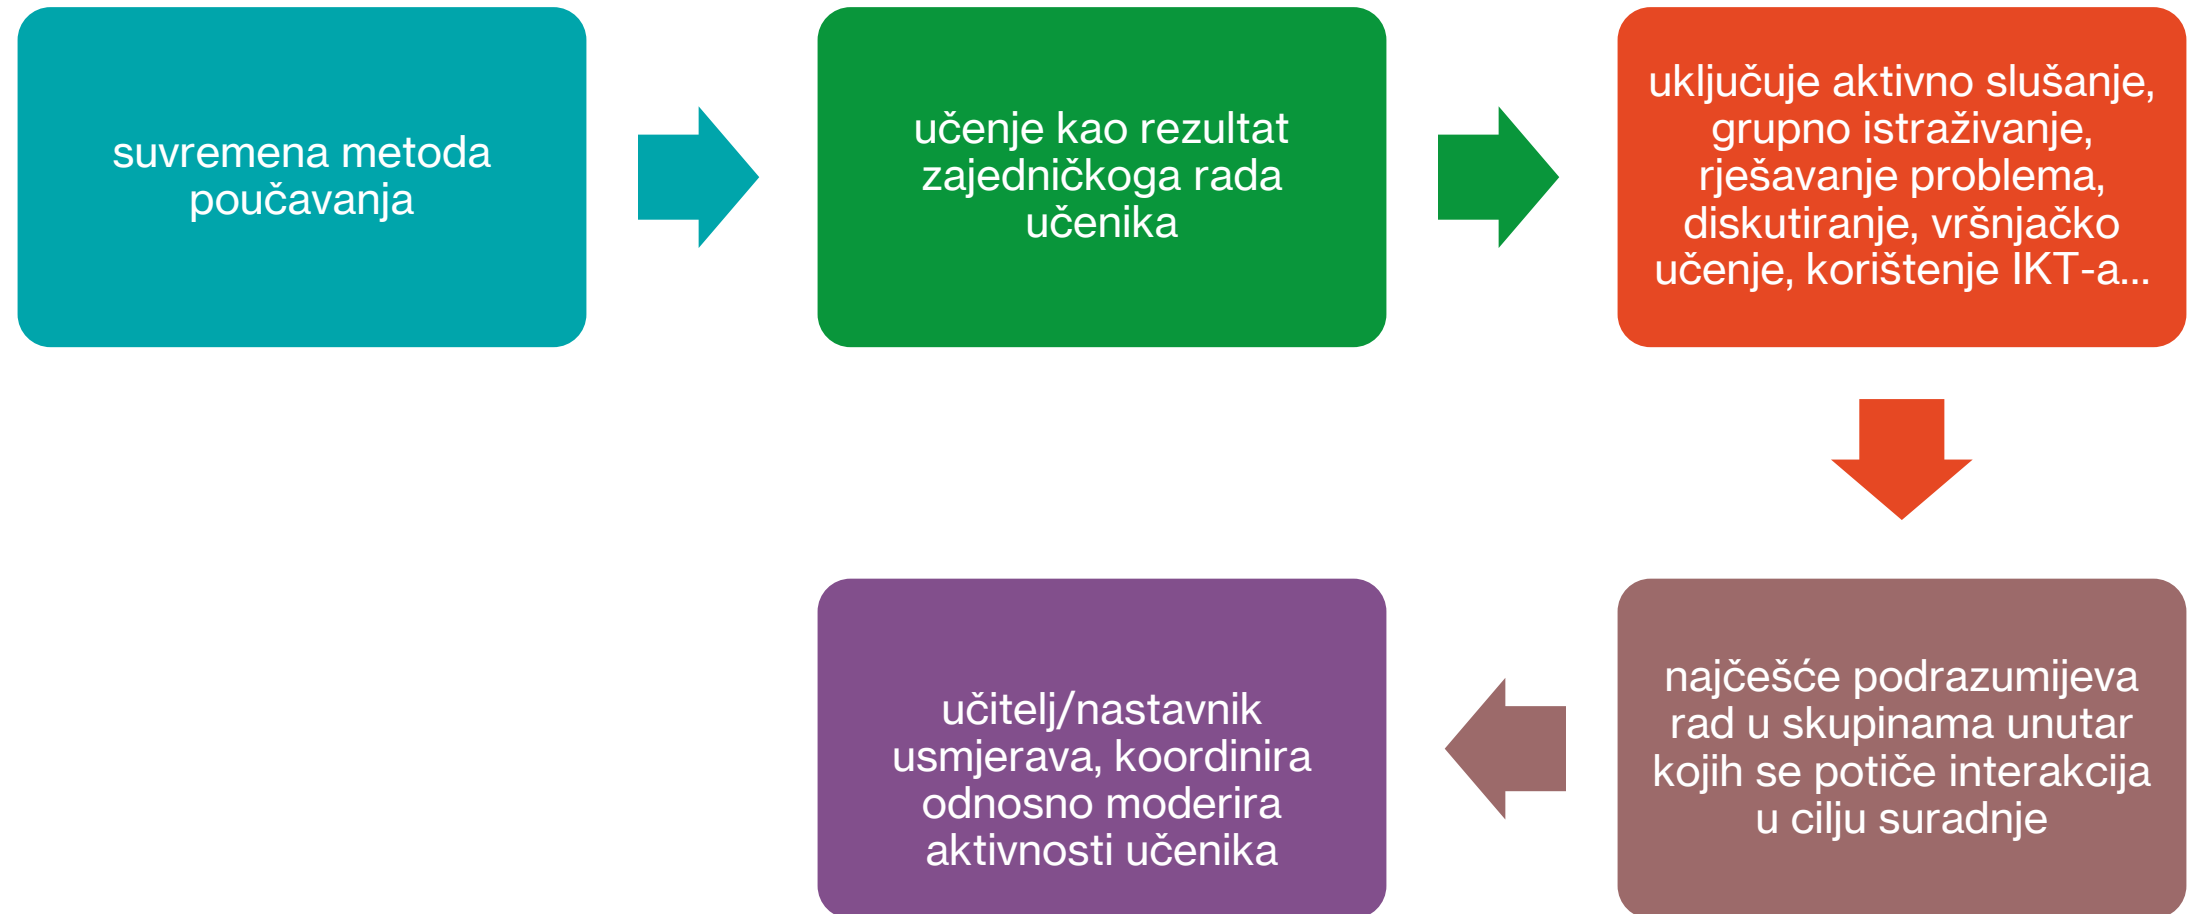 suvremena metoda
poučavanja
učenje kao rezultat
zajedničkoga rada
učenika
uključuje aktivno slušanje,
grupno istraživanje,
rješavanje problema,
diskutiranje, vršnjačko
učenje, korištenje IKT-a...
najčešće podrazumijeva
rad u skupinama unutar
kojih se potiče interakcija
u cilju suradnje
učitelj/nastavnik
usmjerava, koordinira
odnosno moderira
aktivnosti učenika